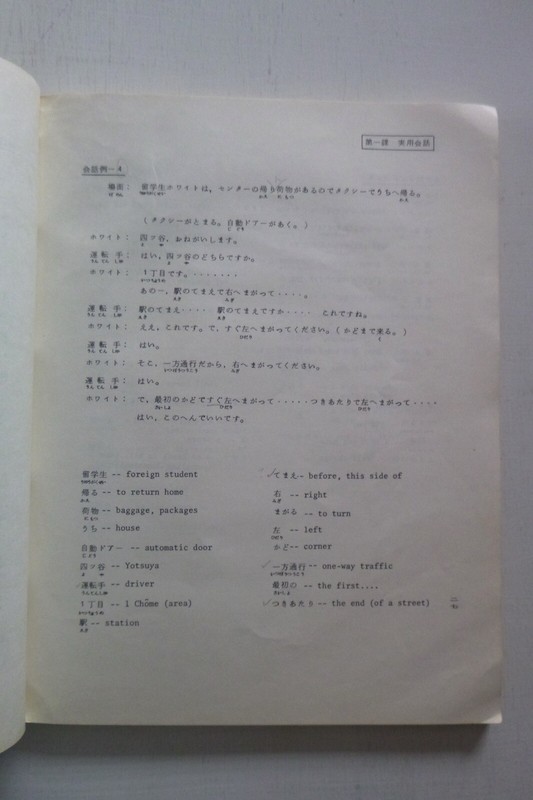 第一課 実用会話
会話例－4
場面： 留学生ホワイトは，センターの帰り荷物があるのでタクシーでうちへ帰る。
（タクシーがとまる。自動ドアーがあく。）
ホワイト： 四ツ谷，おねがいします。
運転手： はい，四ツ谷のどちらですか。
ホワイト： 1丁目です。・・・・・・・
あのー，駅のてまえで右へまがって・・・・。
運転手： 駅のてまえ・・・・ 駅のてまえですか・・・・ これですね。
ホワイト： ええ，これです。で，すぐ左へまがってください。（かどまで来る。）
運転手： はい。
ホワイト： そこ，一方通行だから，右へまがってください。
運転手： はい。
ホワイト： で，最初のかどですぐ左へまがって・・・・・つきあたりで左へまがって・・・・
はい，このへんでいいです。
留学生 -- foreign student
帰る -- to return home
荷物 -- baggage, packages
うち -- house
自動ドアー -- automatic door
四ツ谷 -- Yotsuya
運転手 -- driver
1丁目 -- 1 Chōme (area)
駅 -- station
てまえ -- before, this side of
右 -- right
まがる -- to turn
左 -- left
かど -- corner
一方通行 -- one-way traffic
最初の -- the first....
つきあたり -- the end (of a street)